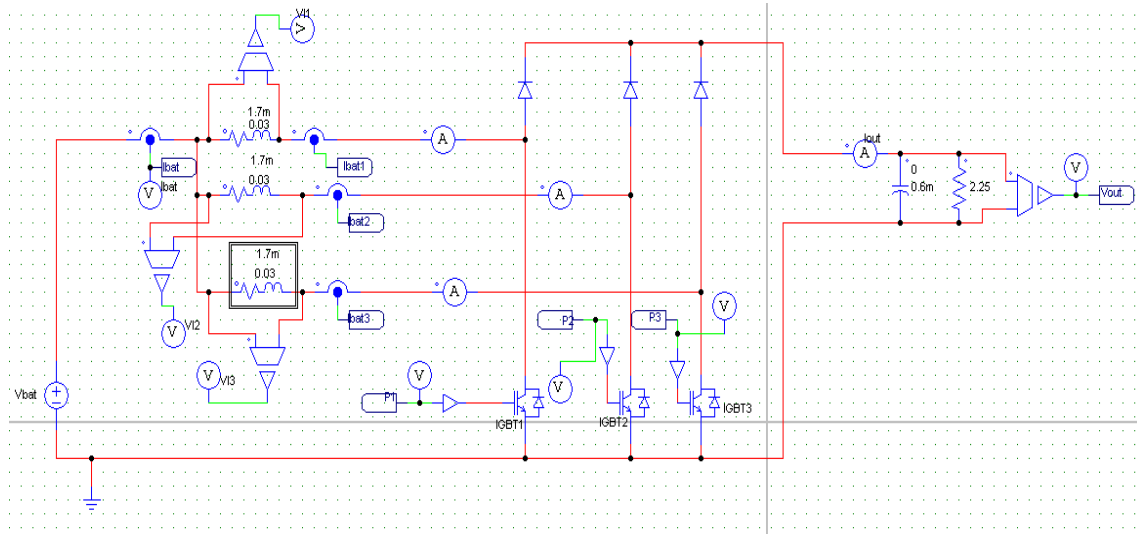 VI1
V
1.7m
0.03
A
Iout
A
Ibat
Ibat1
0
0.6m
2.25
V
Vout
V
Ibat
1.7m
0.03
A
Ibat2
1.7m
0.03
A
Ibat3
V
VI2
P2
P3
V
V
VI3
V
V
Vbat
P1
IGBT1
IGBT2
IGBT3